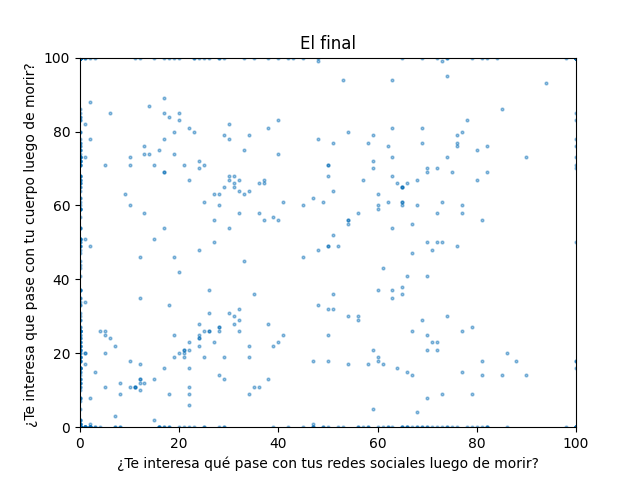 El final
100
80
60
40
20
0
¿Te interesa que pase con tu cuerpo luego de morir?
0 20 40 60 80 100
¿Te interesa qué pase con tus redes sociales luego de morir?